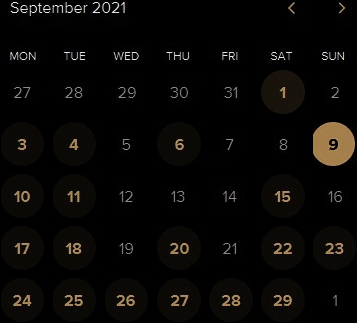 September 2021
MON TUE WED THU FRI SAT SUN
27 28 29 30 31 1 2
3 4 5 6 7 8 9
10 11 12 13 14 15 16
17 18 19 20 21 22 23
24 25 26 27 28 29 1